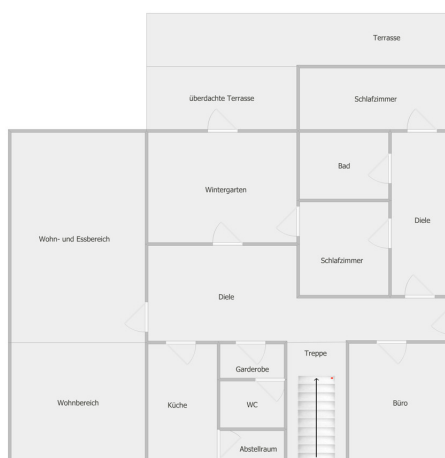 Terrasse
überdachte Terrasse
Schlafzimmer
Bad
Wintergarten
Diele
Wohn- und Essbereich
Schlafzimmer
Diele
Treppe
Garderobe
Wohnbereich
Küche
WC
Büro
Abstellraum